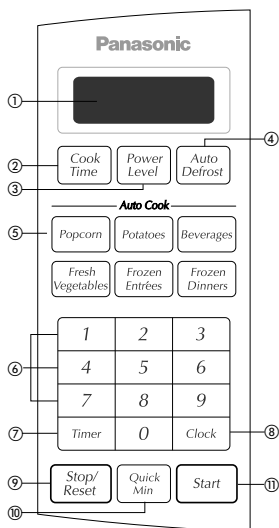 Panasonic
①
④
② Cook Time Power Level Auto Defrost
③
Auto Cook
⑤ Popcorn Potatoes Beverages
Fresh Vegetables Frozen Entrées Frozen Dinners
1 2 3
⑥ 4 5 6
7 8 9
⑦ Timer 0 Clock ⑧
⑨ Stop/ Reset Quick Min Start ⑪
⑩